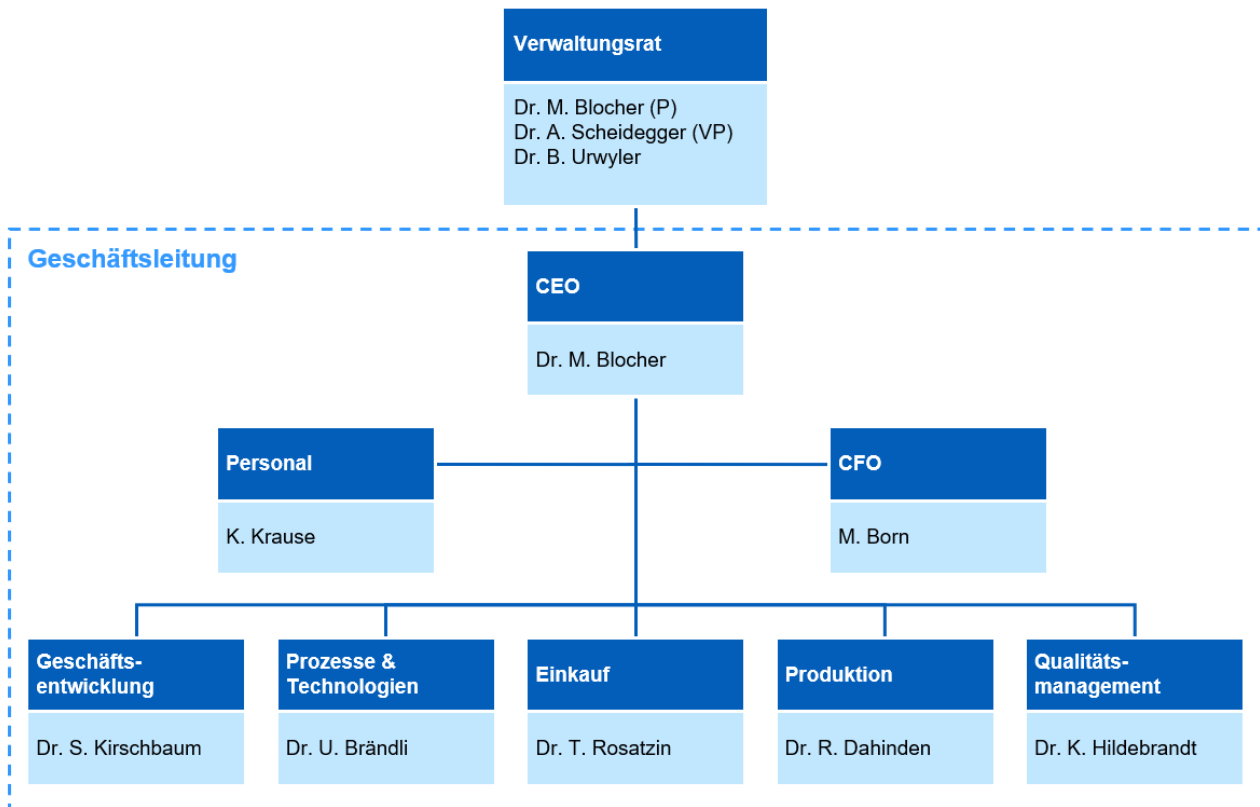 Verwaltungsrat
Dr. M. Blocher (P)
Dr. A. Scheidegger (VP)
Dr. B. Urwyler
Geschäftsleitung
CEO
Dr. M. Blocher
Personal
K. Krause
CFO
M. Born
Geschäfts-
entwicklung
Dr. S. Kirschbaum
Prozesse &
Technologien
Dr. U. Brändli
Einkauf
Dr. T. Rosatzin
Produktion
Dr. R. Dahinden
Qualitäts-
management
Dr. K. Hildebrandt